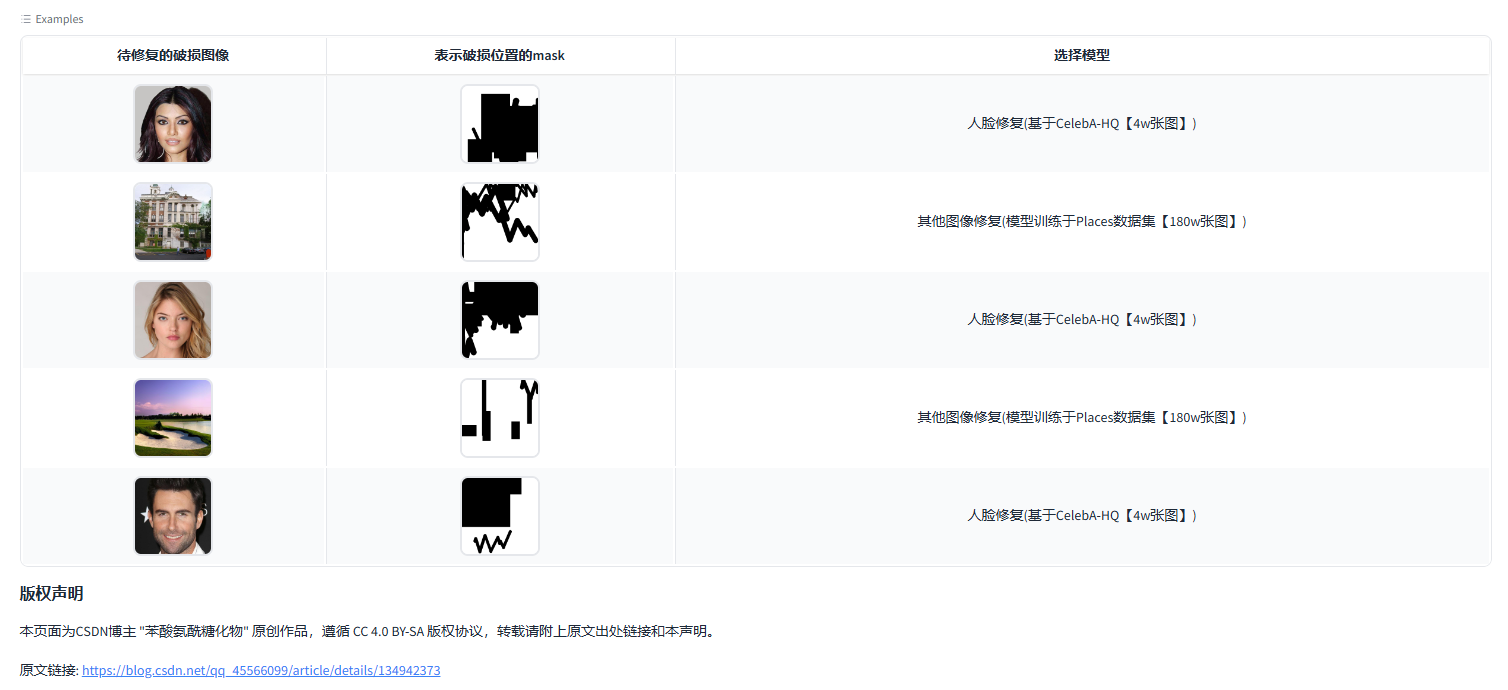 Examples
待修复的破损图像 表示破损位置的mask 选择模型
人脸修复(基于CelebA-HQ【4w张图】)
其他图像修复(模型训练于Places数据集【180w张图】)
人脸修复(基于CelebA-HQ【4w张图】)
其他图像修复(模型训练于Places数据集【180w张图】)
人脸修复(基于CelebA-HQ【4w张图】)
版权声明
本页面为CSDN博主 "苯酸氨酰糖化物" 原创作品，遵循 CC 4.0 BY-SA 版权协议，转载请附上原文出处链接和本声明。
原文链接: https://blog.csdn.net/qq_45566099/article/details/134942373